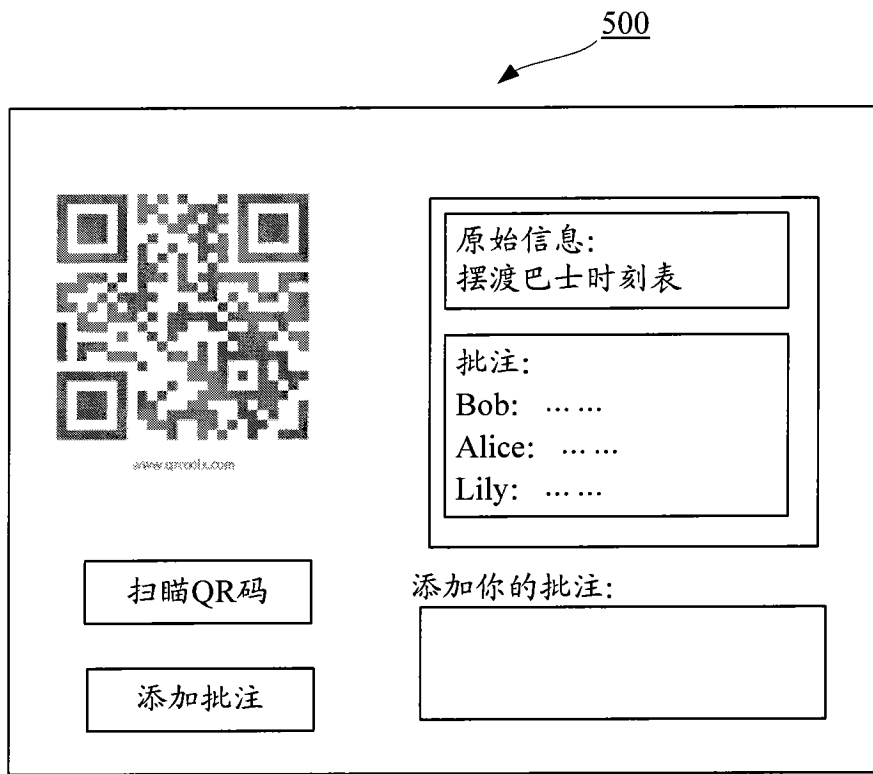 500
原始信息:
摆渡巴士时刻表
批注:
Bob: ……
Alice: ……
Lily: ……
扫瞄QR码
添加你的批注:
添加批注